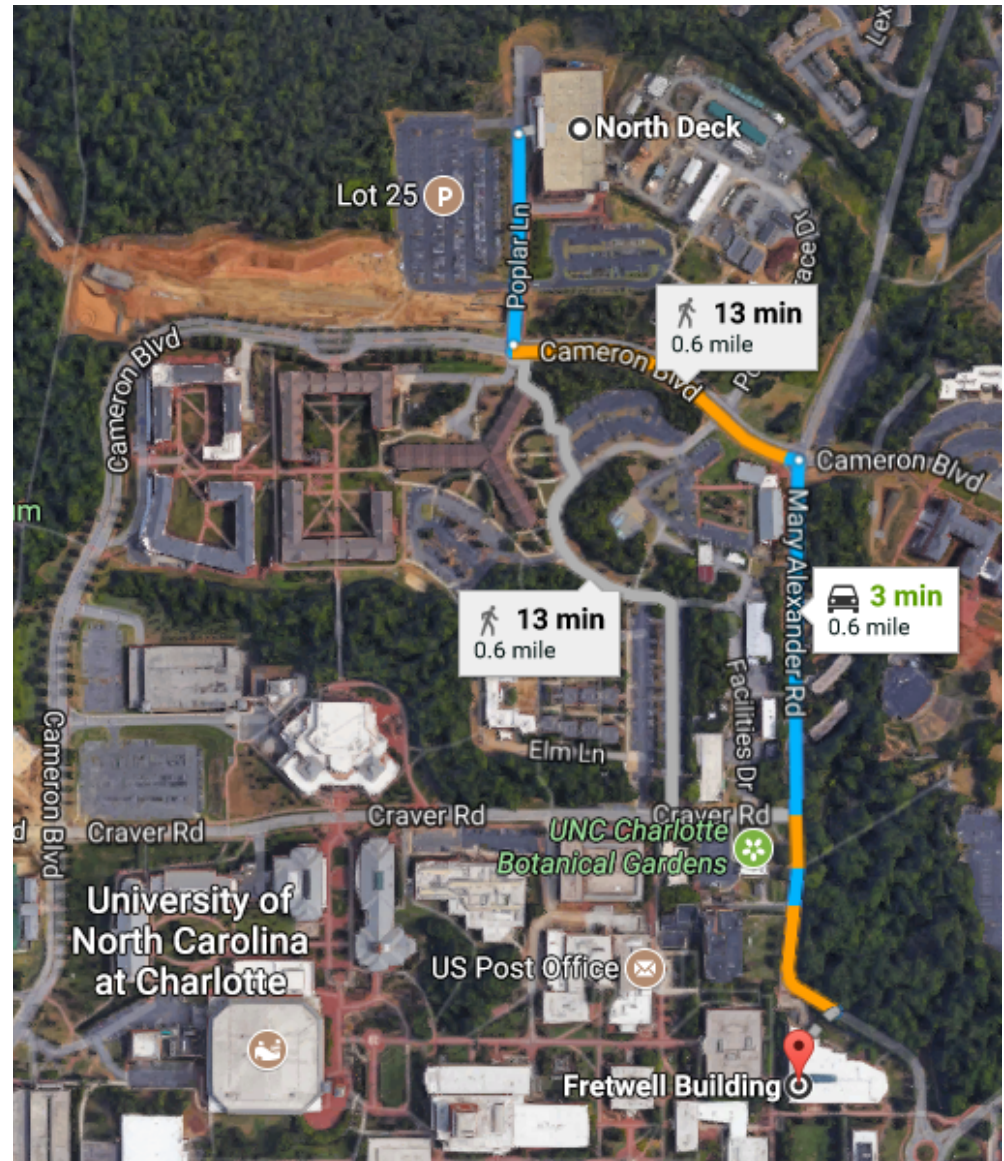 Lex
North Deck
Lot 25
P
Poplar Ln
13 min
0.6 mile
Cameron Blvd
Cameron Blvd
Cameron Blvd
um
Mary Alexander Rd
3 min
0.6 mile
13 min
0.6 mile
Facilities Dr
Elm Ln
Cameron Blvd
d
Craver Rd
Craver Rd
Craver Rd
UNC Charlotte
Botanical Gardens
University of
North Carolina
at Charlotte
US Post Office
Fretwell Building